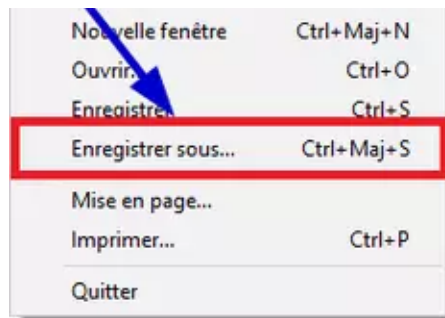 Nouvelle fenêtre Ctrl+Maj+N
Ouvrir... Ctrl+O
Enregistrer Ctrl+S
Enregistrer sous... Ctrl+Maj+S
Mise en page...
Imprimer... Ctrl+P
Quitter